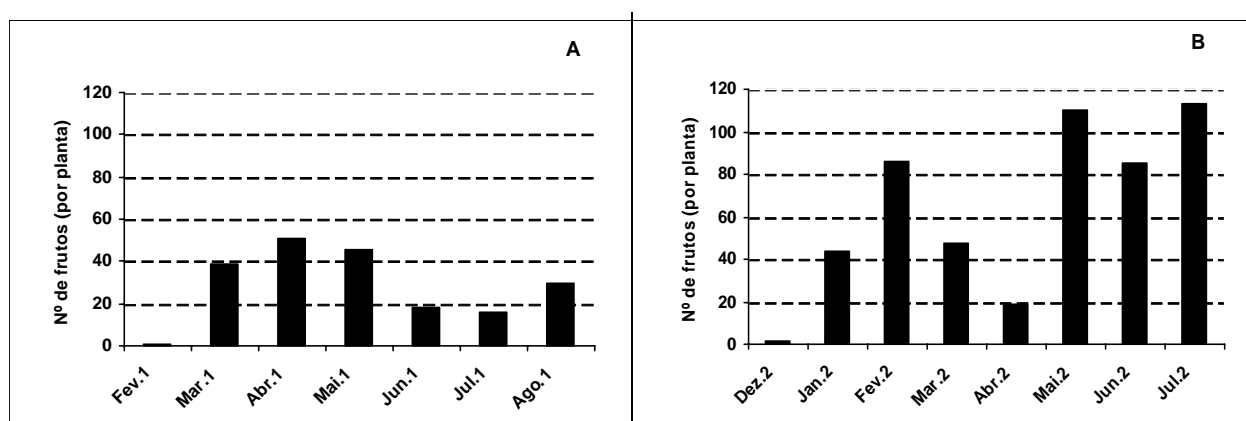 A
Nº de frutos (por planta)
120
100
80
60
40
20
0
Fev.1
Mar.1
Abr.1
Mai.1
Jun.1
Jul.1
Ago.1
B
Nº de frutos (por planta)
120
100
80
60
40
20
0
Dez.2
Jan.2
Fev.2
Mar.2
Abr.2
Mai.2
Jun.2
Jul.2